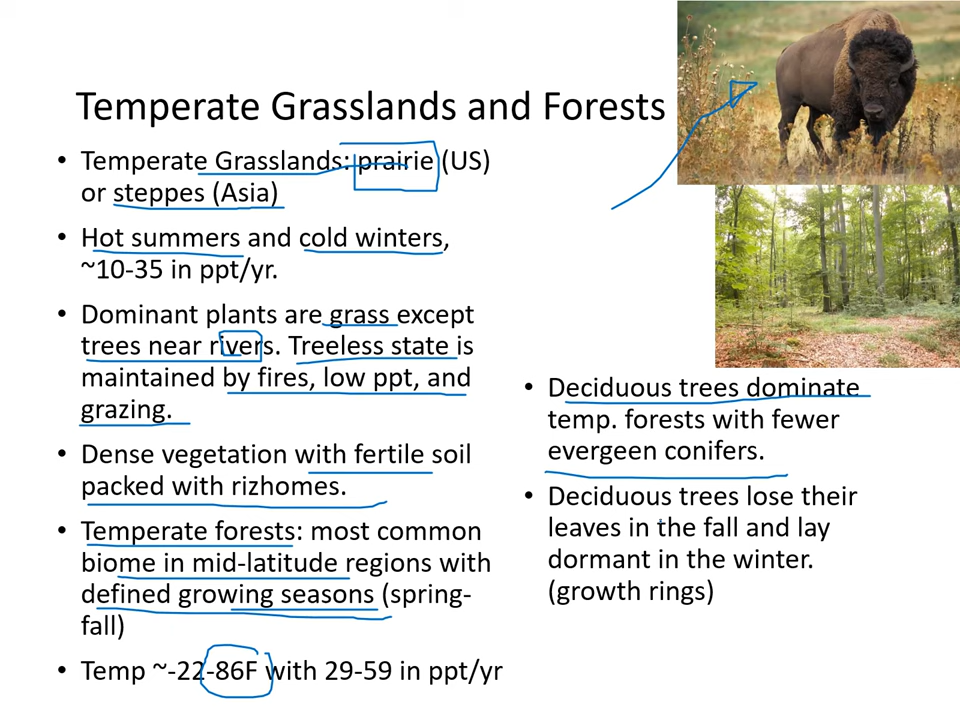 Temperate Grasslands and Forests
• Temperate Grasslands: prairie (US)
or steppes (Asia)
• Hot summers and cold winters,
~10-35 in ppt/yr.
• Dominant plants are grass except
trees near rivers. Treeless state is
maintained by fires, low ppt, and
grazing.
• Dense vegetation with fertile soil
packed with rizhomes.
• Temperate forests: most common
biome in mid-latitude regions with
defined growing seasons (spring-
fall)
• Temp ~-22-86F with 29-59 in ppt/yr
• Deciduous trees dominate
temp. forests with fewer
evergeen conifers.
• Deciduous trees lose their
leaves in the fall and lay
dormant in the winter.
(growth rings)